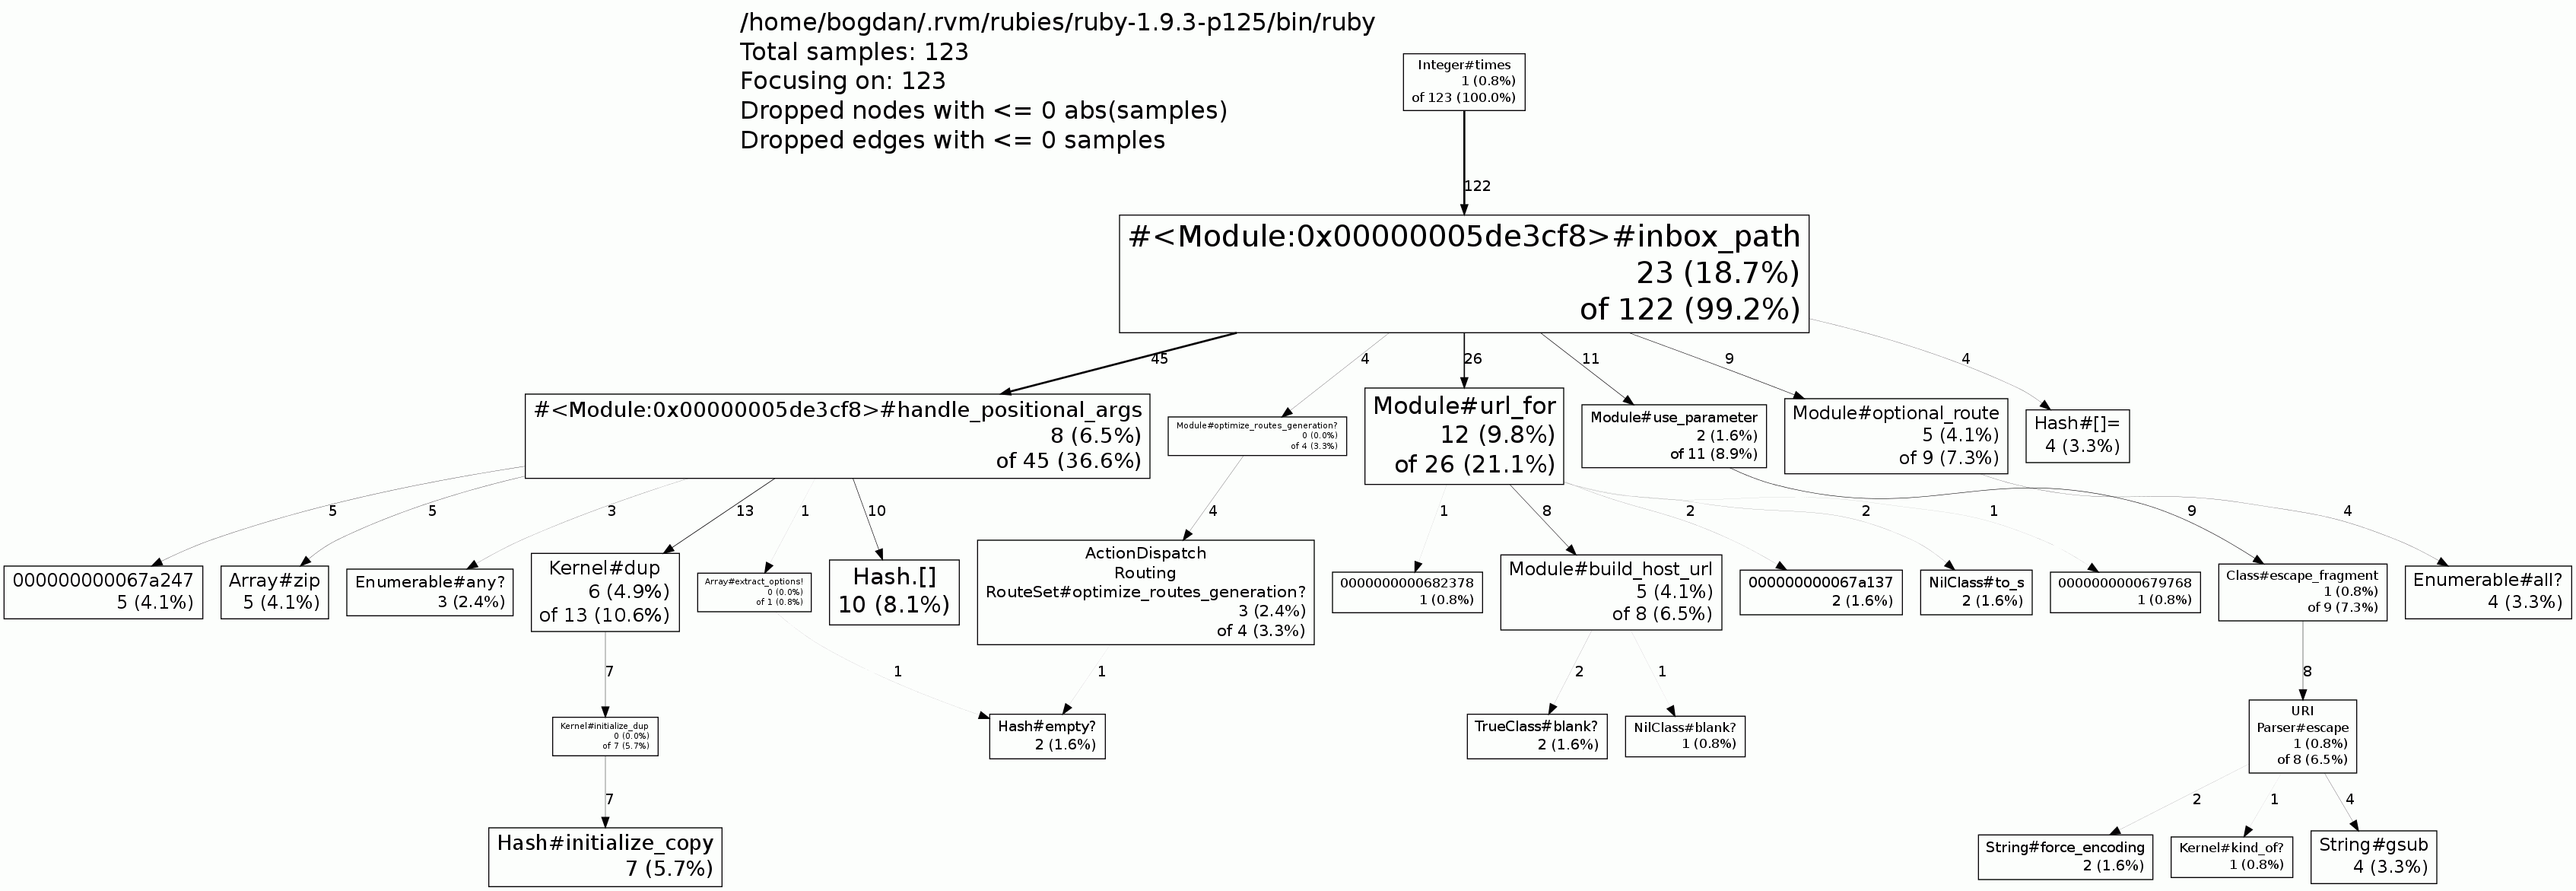 /home/bogdan/.rvm/rubies/ruby-1.9.3-p125/bin/ruby
Total samples: 123
Focusing on: 123
Dropped nodes with <= 0 abs(samples)
Dropped edges with <= 0 samples
Integer#times
1 (0.8%)
of 123 (100.0%)
122
#<Module:0x00000005de3cf8>#inbox_path
23 (18.7%)
of 122 (99.2%)
45
4
26
11
9
4
#<Module:0x00000005de3cf8>#handle_positional_args
8 (6.5%)
of 45 (36.6%)
Module#optimize_routes_generation?
0 (0.0%)
of 4 (3.3%)
Module#url_for
12 (9.8%)
of 26 (21.1%)
Module#use_parameter
2 (1.6%)
of 11 (8.9%)
Module#optional_route
5 (4.1%)
of 9 (7.3%)
Hash#[]=
4 (3.3%)
5
5
3
13
1
10
4
1
8
2
2
1
9
4
000000000067a247
5 (4.1%)
Array#zip
5 (4.1%)
Enumerable#any?
3 (2.4%)
Kernel#dup
6 (4.9%)
of 13 (10.6%)
Array#extract_options!
0 (0.0%)
of 1 (0.8%)
Hash.[]
10 (8.1%)
ActionDispatch
Routing
RouteSet#optimize_routes_generation?
3 (2.4%)
of 4 (3.3%)
0000000000682378
1 (0.8%)
Module#build_host_url
5 (4.1%)
of 8 (6.5%)
000000000067a137
2 (1.6%)
NilClass#to_s
2 (1.6%)
0000000000679768
1 (0.8%)
Class#escape_fragment
1 (0.8%)
of 9 (7.3%)
Enumerable#all?
4 (3.3%)
7
1
1
2
1
8
Kernel#initialize_dup
0 (0.0%)
of 7 (5.7%)
Hash#empty?
2 (1.6%)
TrueClass#blank?
2 (1.6%)
NilClass#blank?
1 (0.8%)
URI
Parser#escape
1 (0.8%)
of 8 (6.5%)
7
2
1
4
Hash#initialize_copy
7 (5.7%)
String#force_encoding
2 (1.6%)
Kernel#kind_of?
1 (0.8%)
String#gsub
4 (3.3%)